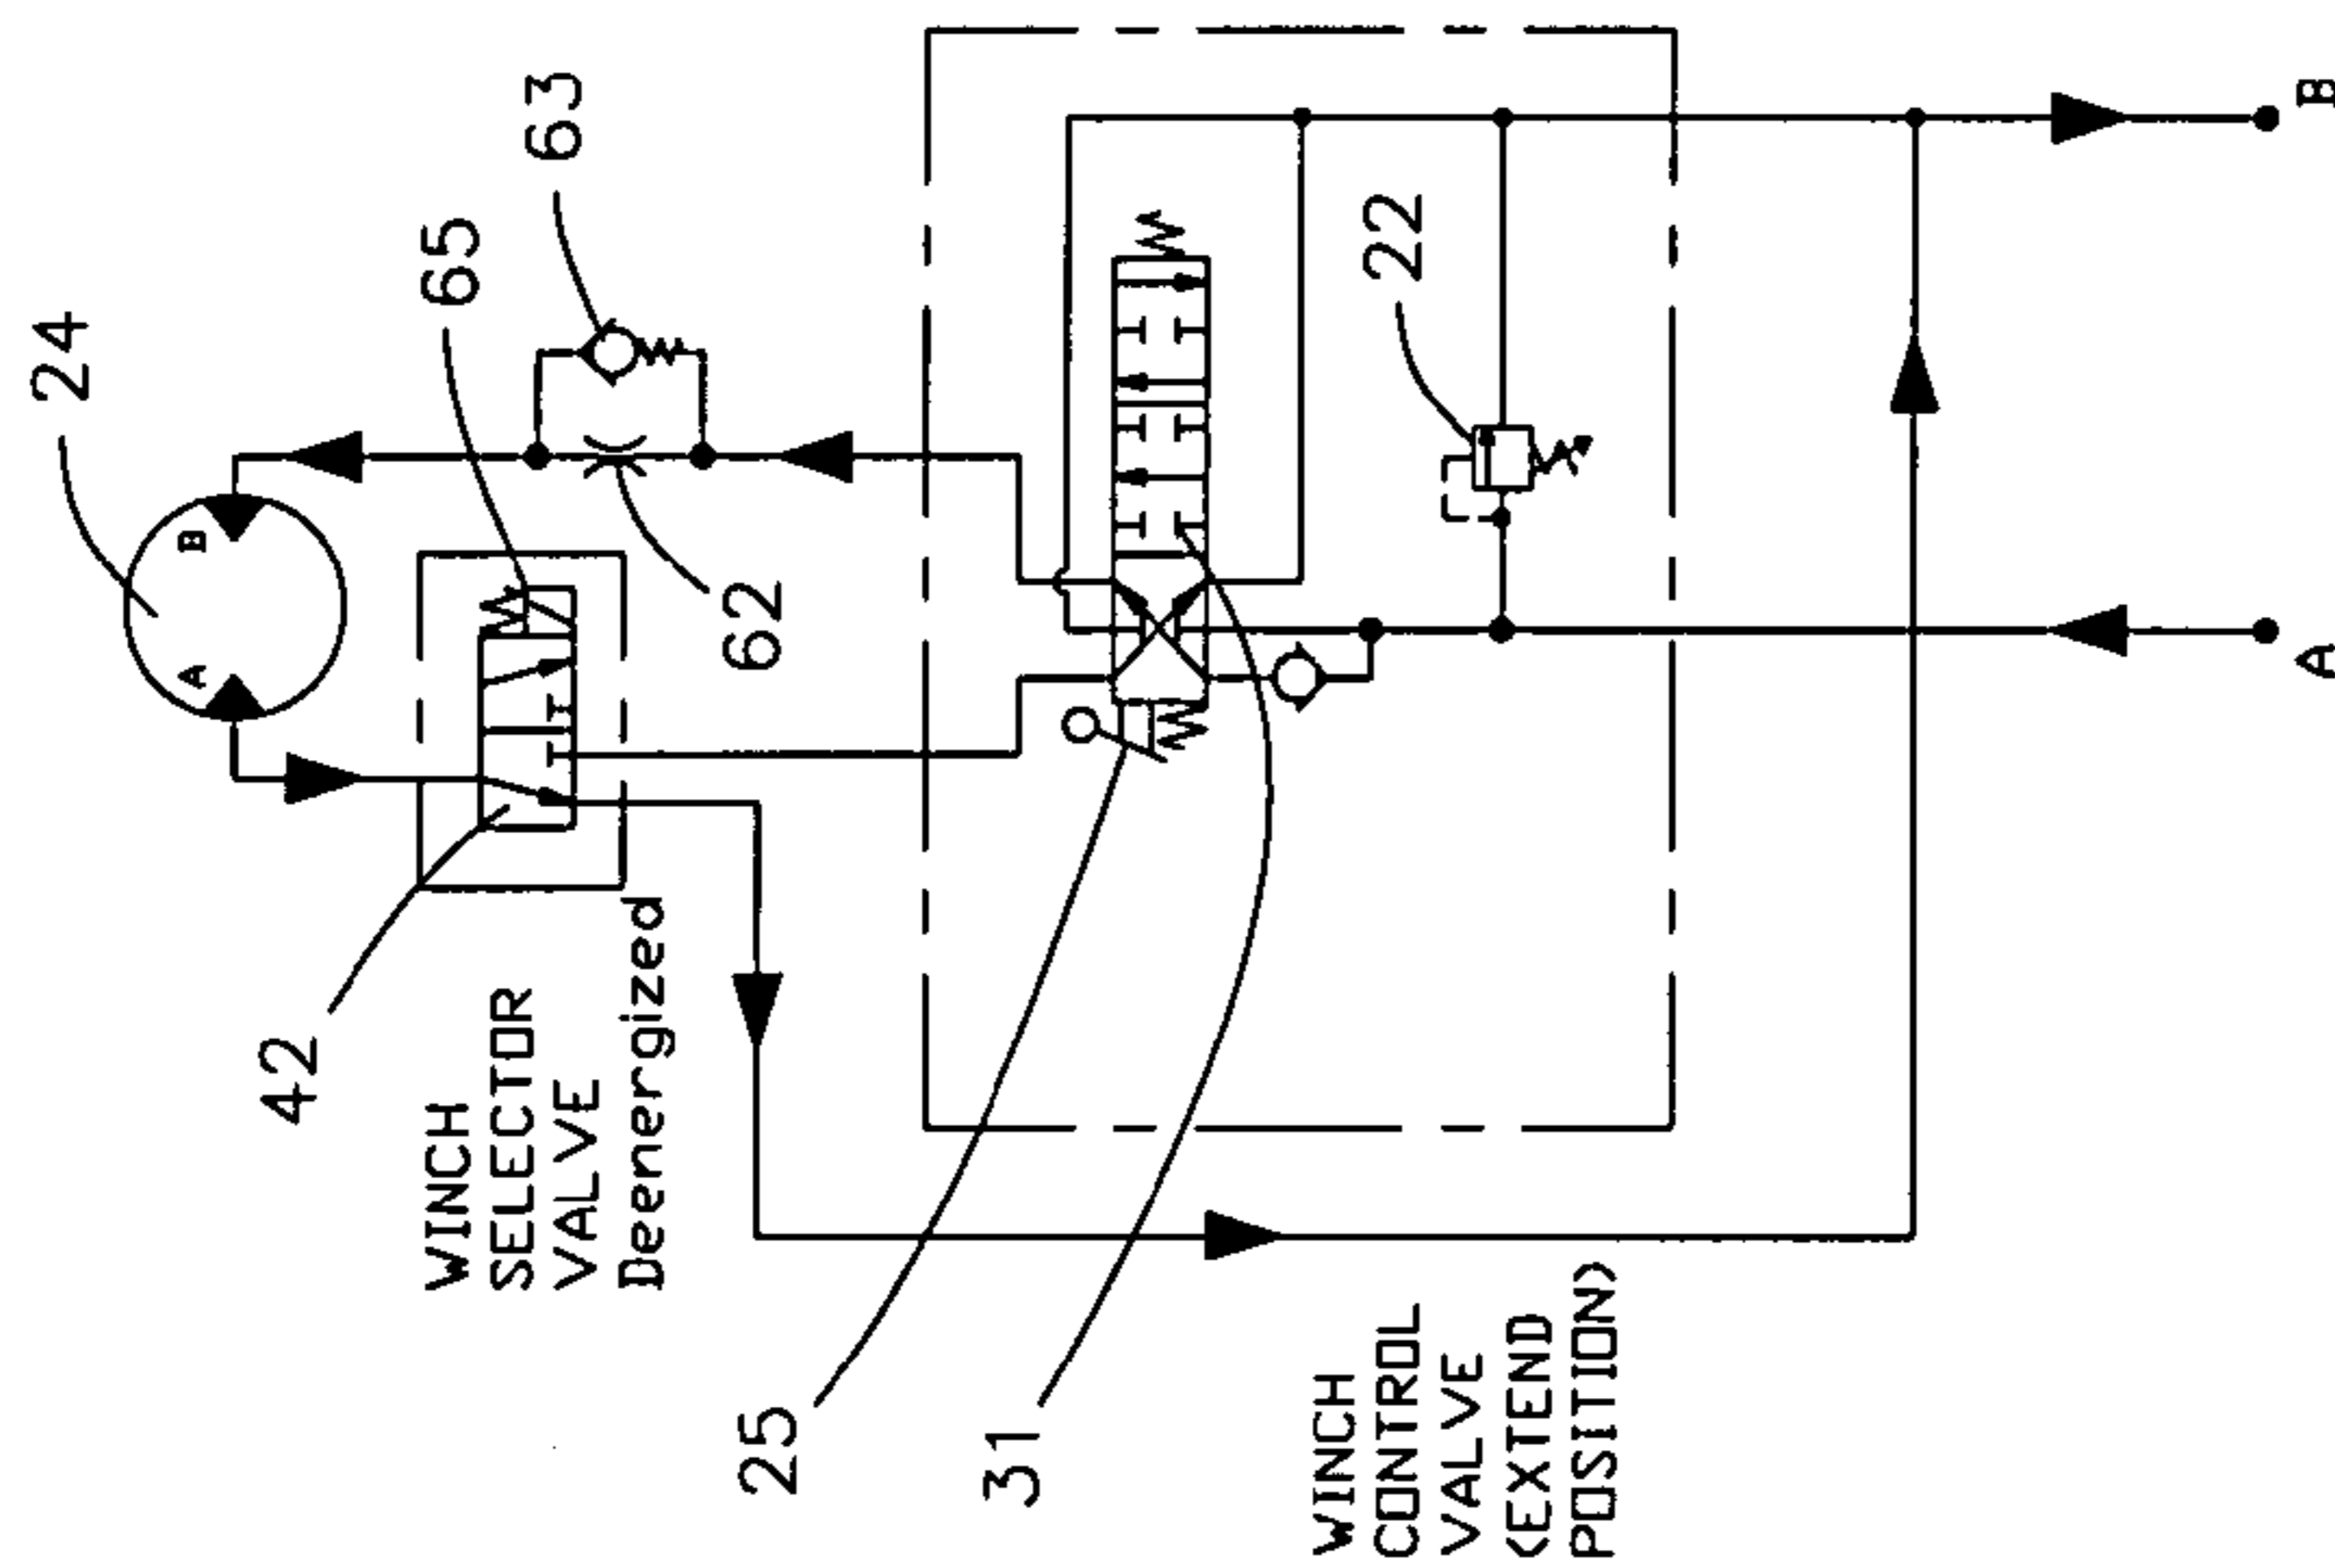 24
B
A
65
63
62
42
WINCH
SELECTOR
VALVE
Deenergized
22
25
31
WINCH
CONTROL
VALVE
(EXTEND
POSITION)
A
B